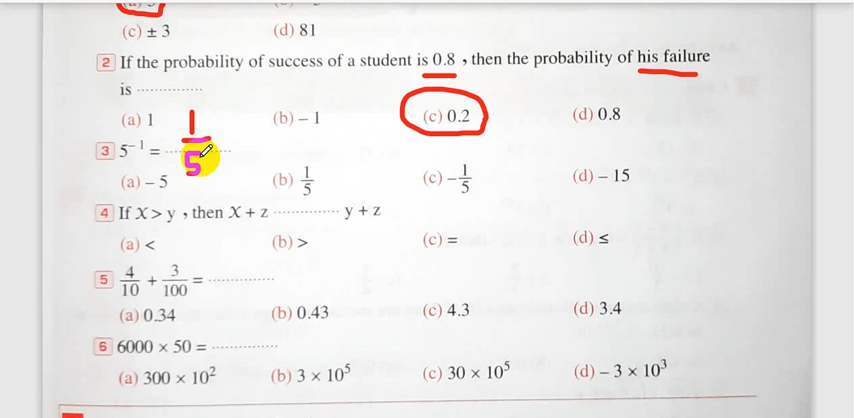 (c) ± 3 (d) 81
2 If the probability of success of a student is 0.8 , then the probability of his failure
is ..............
(a) 1 (b) – 1 (c) 0.2 (d) 0.8
3 5⁻¹ = .............. 1/5
(a) – 5 (b) 1/5 (c) –1/5 (d) – 15
4 If X > y , then X + z .............. y + z
(a) < (b) > (c) = (d) ≤
5 4/10 + 3/100 = ..............
(a) 0.34 (b) 0.43 (c) 4.3 (d) 3.4
6 6000 × 50 = ..............
(a) 300 × 10² (b) 3 × 10⁵ (c) 30 × 10⁵ (d) – 3 × 10³